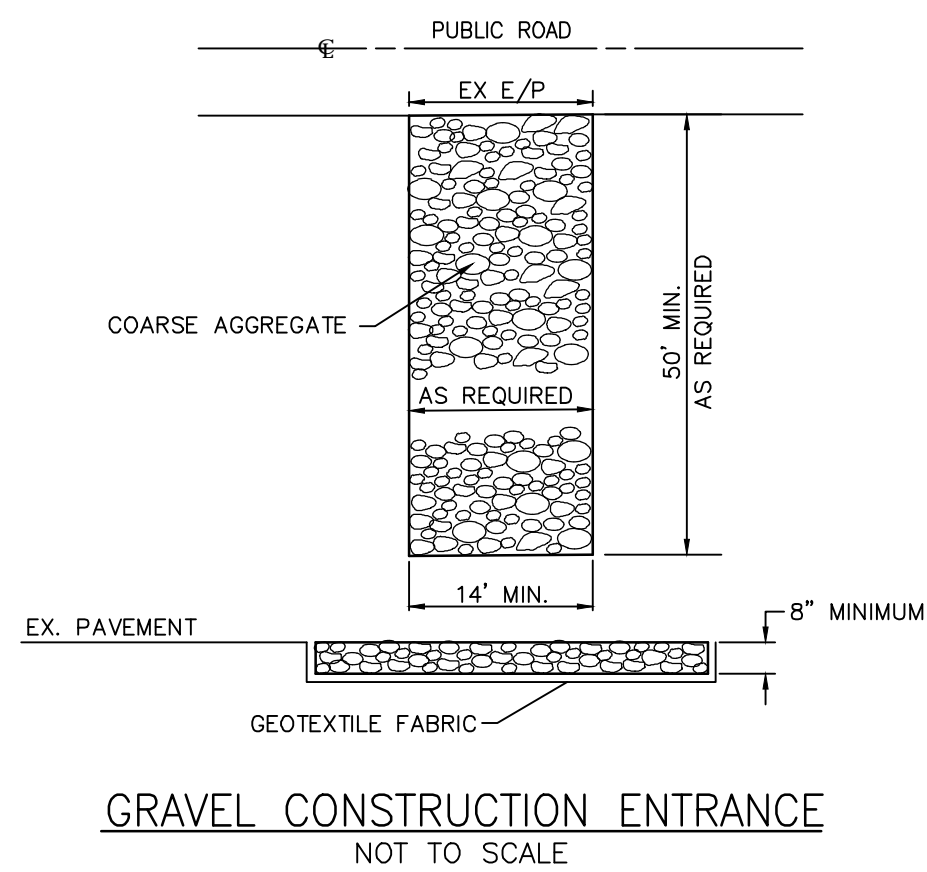 PUBLIC ROAD
℄
EX E/P
COARSE AGGREGATE
50' MIN.
AS REQUIRED
AS REQUIRED
14' MIN.
EX. PAVEMENT
8" MINIMUM
GEOTEXTILE FABRIC
GRAVEL CONSTRUCTION ENTRANCE
NOT TO SCALE